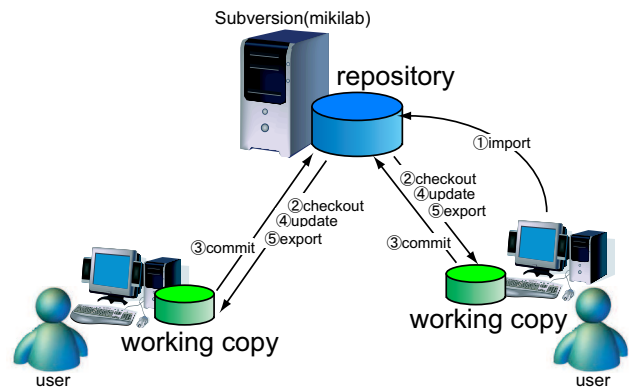 Subversion(mikilab)
repository
①import
②checkout
④update
⑤export
③commit
②checkout
④update
⑤export
③commit
working copy
working copy
user
user